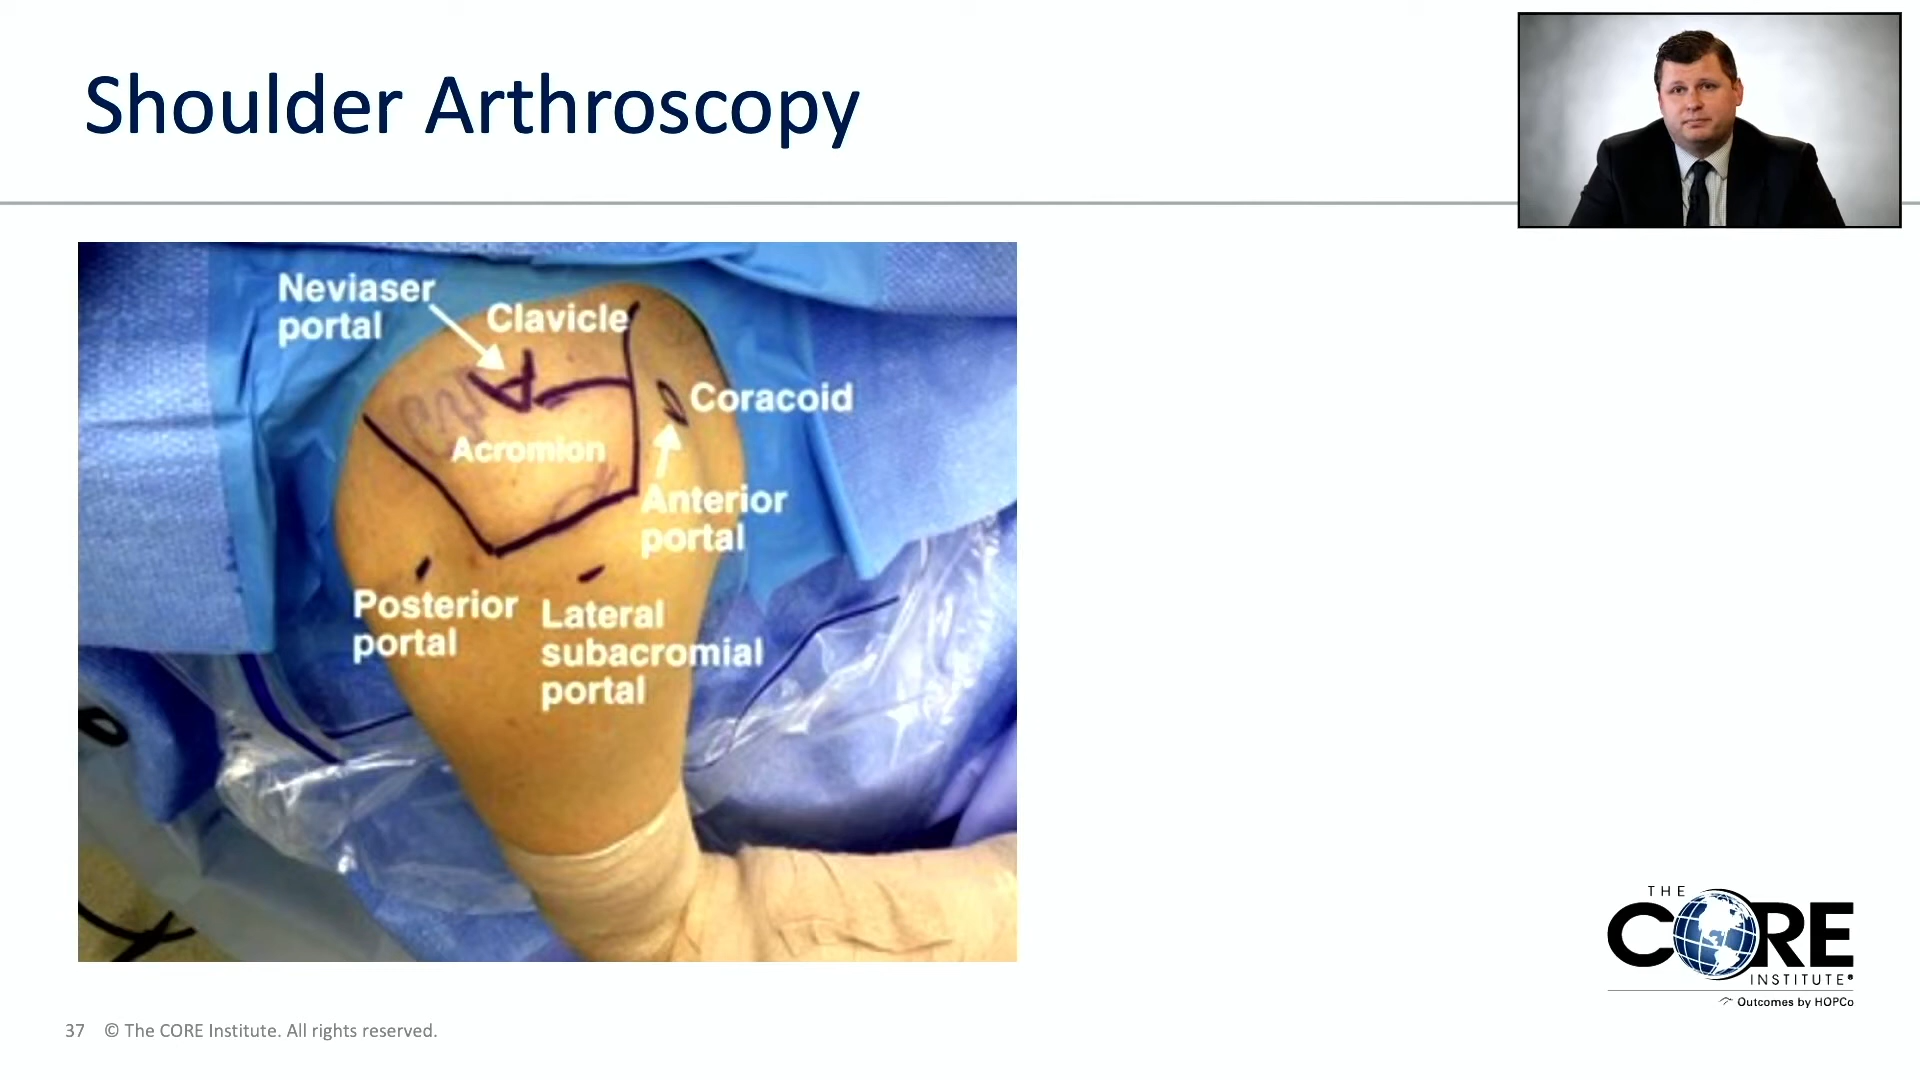 Shoulder Arthroscopy
Neviaser
portal
Clavicle
Coracoid
Acromion
Anterior
portal
Posterior
portal
Lateral
subacromial
portal
THE
CORE
INSTITUTE®
Outcomes by HOPCo
37 © The CORE Institute. All rights reserved.